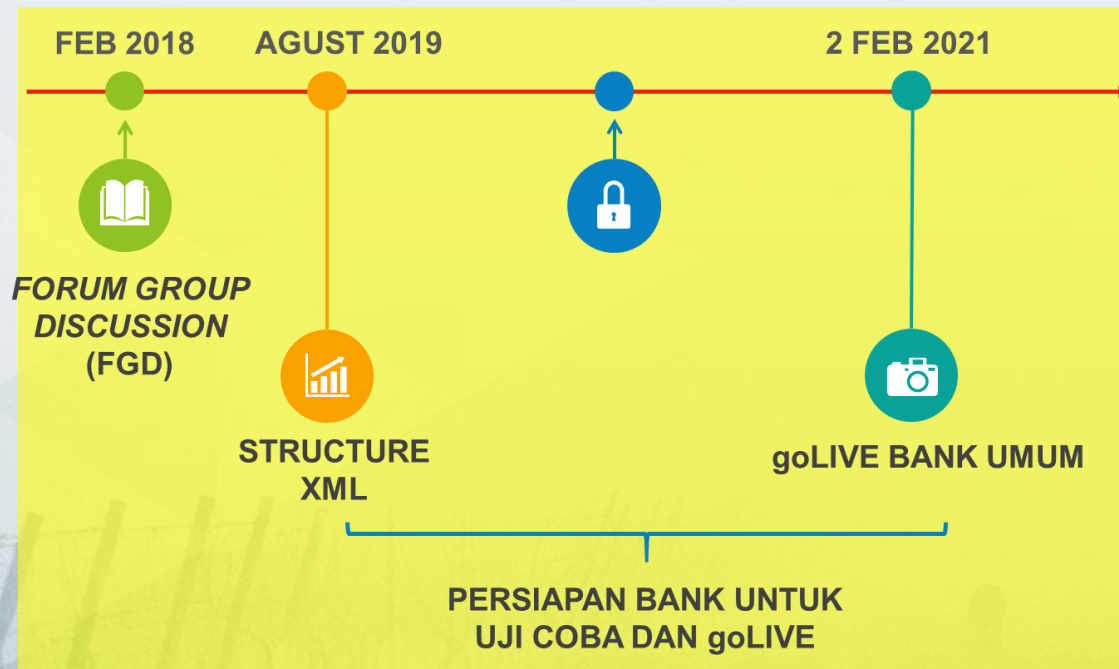 FEB 2018
AGUST 2019
2 FEB 2021
FORUM GROUP
DISCUSSION
(FGD)
STRUCTURE
XML
goLIVE BANK UMUM
PERSIAPAN BANK UNTUK
UJI COBA DAN goLIVE